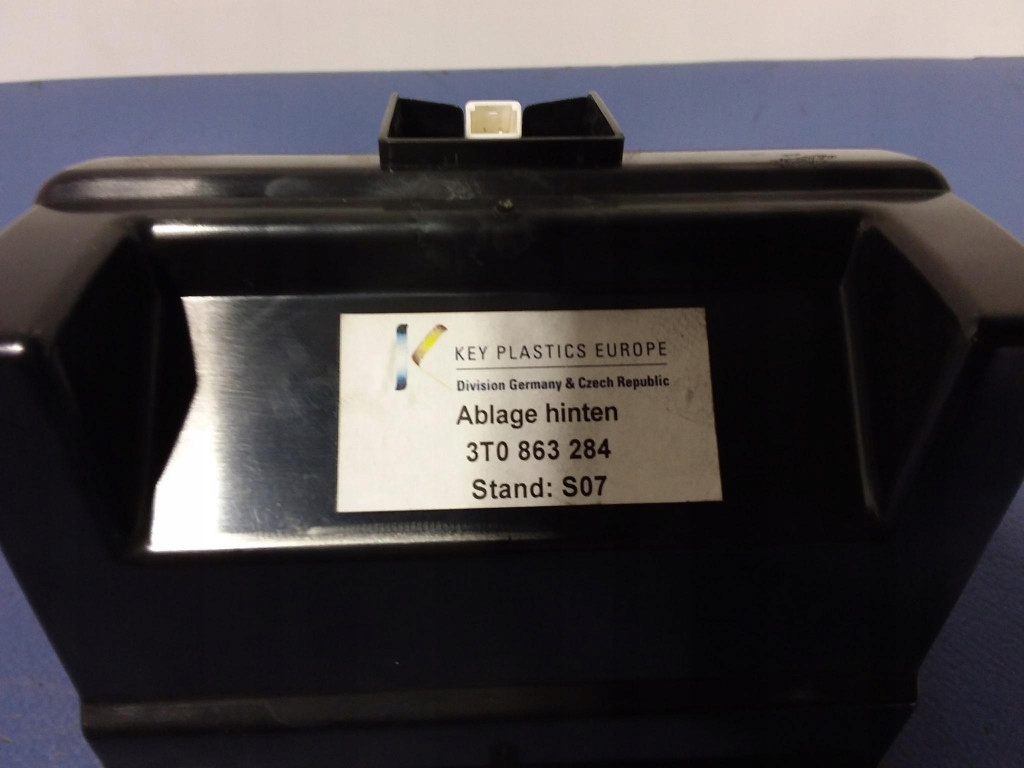 KEY PLASTICS EUROPE
Division Germany & Czech Republic
Ablage hinten
3T0 863 284
Stand: S07